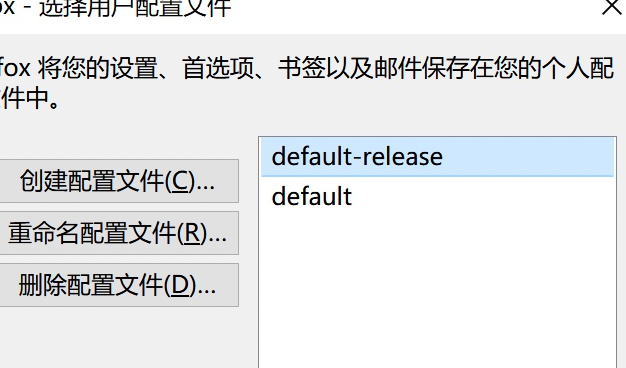 ox - 选择用户配置文件
fox 将您的设置、首选项、书签以及邮件保存在您的个人配
件中。
创建配置文件(C)...
重命名配置文件(R)...
删除配置文件(D)...
default-release
default